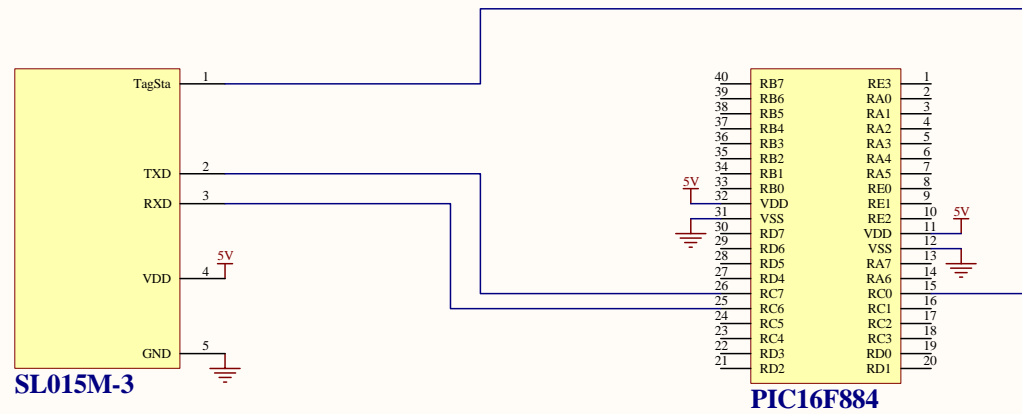 TagSta 1
TXD 2
RXD 3
5V
VDD 4
GND 5
SL015M-3
40 RB7 RE3 1
39 RB6 RA0 2
38 RB5 RA1 3
37 RB4 RA2 4
36 RB3 RA3 5
35 RB2 RA4 6
34 RB1 RA5 7
5V 33 RB0 RE0 8
32 VDD RE1 9
31 VSS RE2 10 5V
30 RD7 VDD 11
29 RD6 VSS 12
28 RD5 RA7 13
27 RD4 RA6 14
26 RC7 RC0 15
25 RC6 RC1 16
24 RC5 RC2 17
23 RC4 RC3 18
22 RD3 RD0 19
21 RD2 RD1 20
PIC16F884